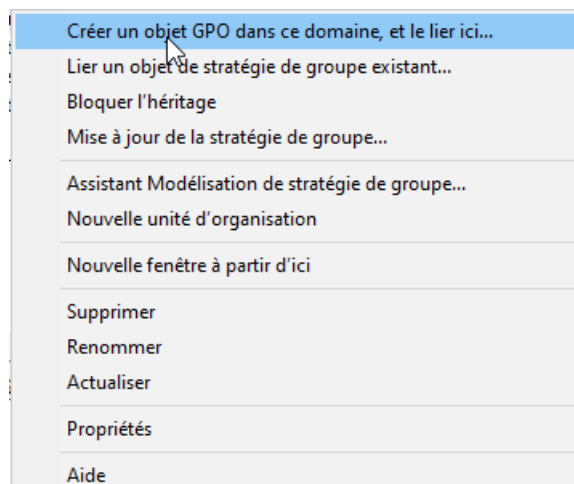 Créer un objet GPO dans ce domaine, et le lier ici...
Lier un objet de stratégie de groupe existant...
Bloquer l’héritage
Mise à jour de la stratégie de groupe...
Assistant Modélisation de stratégie de groupe...
Nouvelle unité d’organisation
Nouvelle fenêtre à partir d’ici
Supprimer
Renommer
Actualiser
Propriétés
Aide